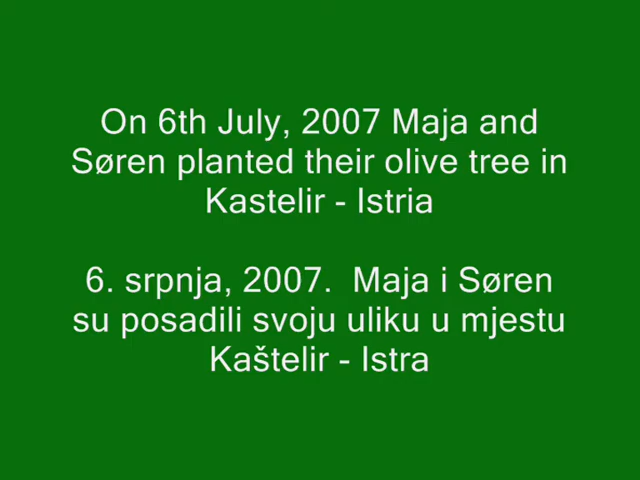 On 6th July, 2007 Maja and
Søren planted their olive tree in
Kastelir - Istria
6. srpnja, 2007.  Maja i Søren
su posadili svoju uliku u mjestu
Kaštelir - Istra